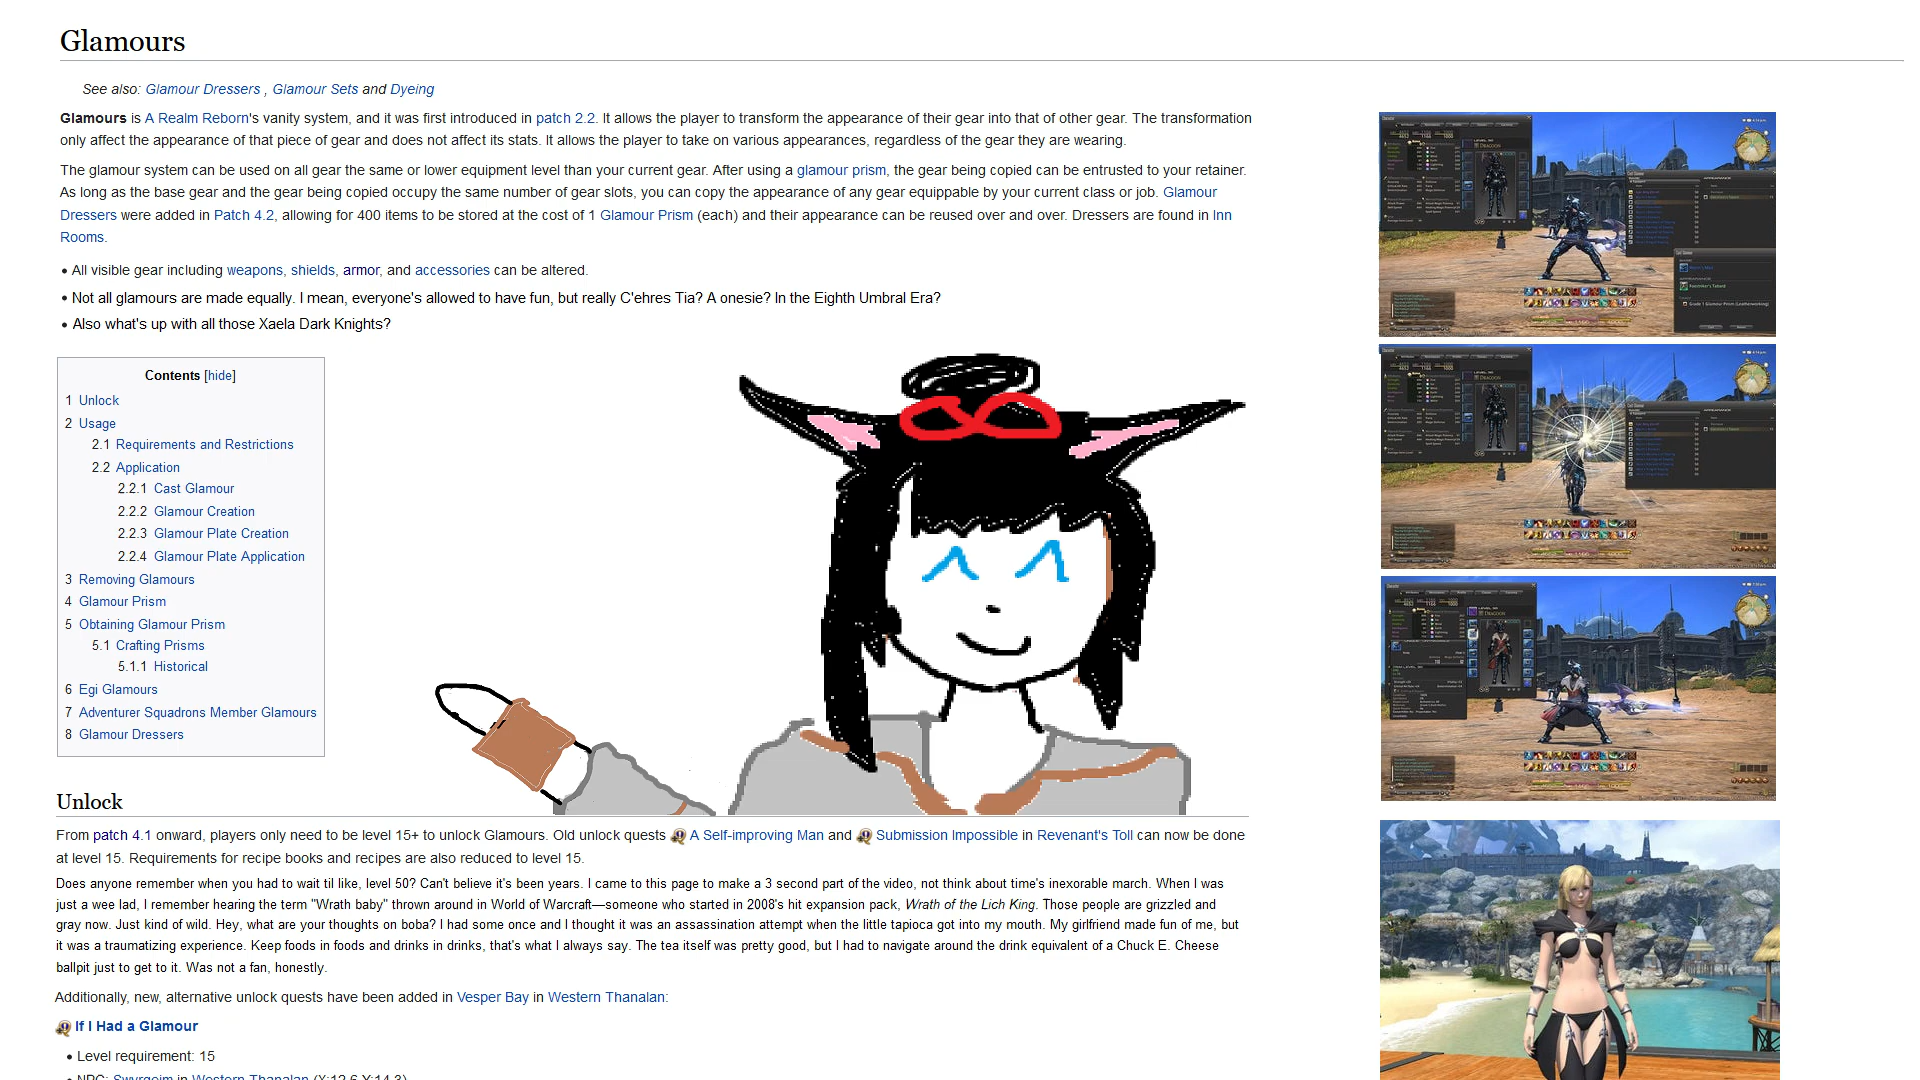 Glamours
See also: Glamour Dressers , Glamour Sets and Dyeing
Glamours is A Realm Reborn's vanity system, and it was first introduced in patch 2.2. It allows the player to transform the appearance of their gear into that of other gear. The transformation
only affect the appearance of that piece of gear and does not affect its stats. It allows the player to take on various appearances, regardless of the gear they are wearing.
The glamour system can be used on all gear the same or lower equipment level than your current gear. After using a glamour prism, the gear being copied can be entrusted to your retainer.
As long as the base gear and the gear being copied occupy the same number of gear slots, you can copy the appearance of any gear equippable by your current class or job. Glamour
Dressers were added in Patch 4.2, allowing for 400 items to be stored at the cost of 1 Glamour Prism (each) and their appearance can be reused over and over. Dressers are found in Inn
Rooms.
• All visible gear including weapons, shields, armor, and accessories can be altered.
• Not all glamours are made equally. I mean, everyone's allowed to have fun, but really C'ehres Tia? A onesie? In the Eighth Umbral Era?
• Also what's up with all those Xaela Dark Knights?
Contents [hide]
1 Unlock
2 Usage
2.1 Requirements and Restrictions
2.2 Application
2.2.1 Cast Glamour
2.2.2 Glamour Creation
2.2.3 Glamour Plate Creation
2.2.4 Glamour Plate Application
3 Removing Glamours
4 Glamour Prism
5 Obtaining Glamour Prism
5.1 Crafting Prisms
5.1.1 Historical
6 Egi Glamours
7 Adventurer Squadrons Member Glamours
8 Glamour Dressers
Unlock
From patch 4.1 onward, players only need to be level 15+ to unlock Glamours. Old unlock quests A Self-improving Man and Submission Impossible in Revenant's Toll can now be done
at level 15. Requirements for recipe books and recipes are also reduced to level 15.
Does anyone remember when you had to wait til like, level 50? Can't believe it's been years. I came to this page to make a 3 second part of the video, not think about time's inexorable march. When I was
just a wee lad, I remember hearing the term "Wrath baby" thrown around in World of Warcraft—someone who started in 2008's hit expansion pack, Wrath of the Lich King. Those people are grizzled and
gray now. Just kind of wild. Hey, what are your thoughts on boba? I had some once and I thought it was an assassination attempt when the little tapioca got into my mouth. My girlfriend made fun of me, but
it was a traumatizing experience. Keep foods in foods and drinks in drinks, that's what I always say. The tea itself was pretty good, but I had to navigate around the drink equivalent of a Chuck E. Cheese
ballpit just to get to it. Was not a fan, honestly.
Additionally, new, alternative unlock quests have been added in Vesper Bay in Western Thanalan:
If I Had a Glamour
• Level requirement: 15
• NPC: Swyrgeim in Western Thanalan (X:12.6 Y:14.3)